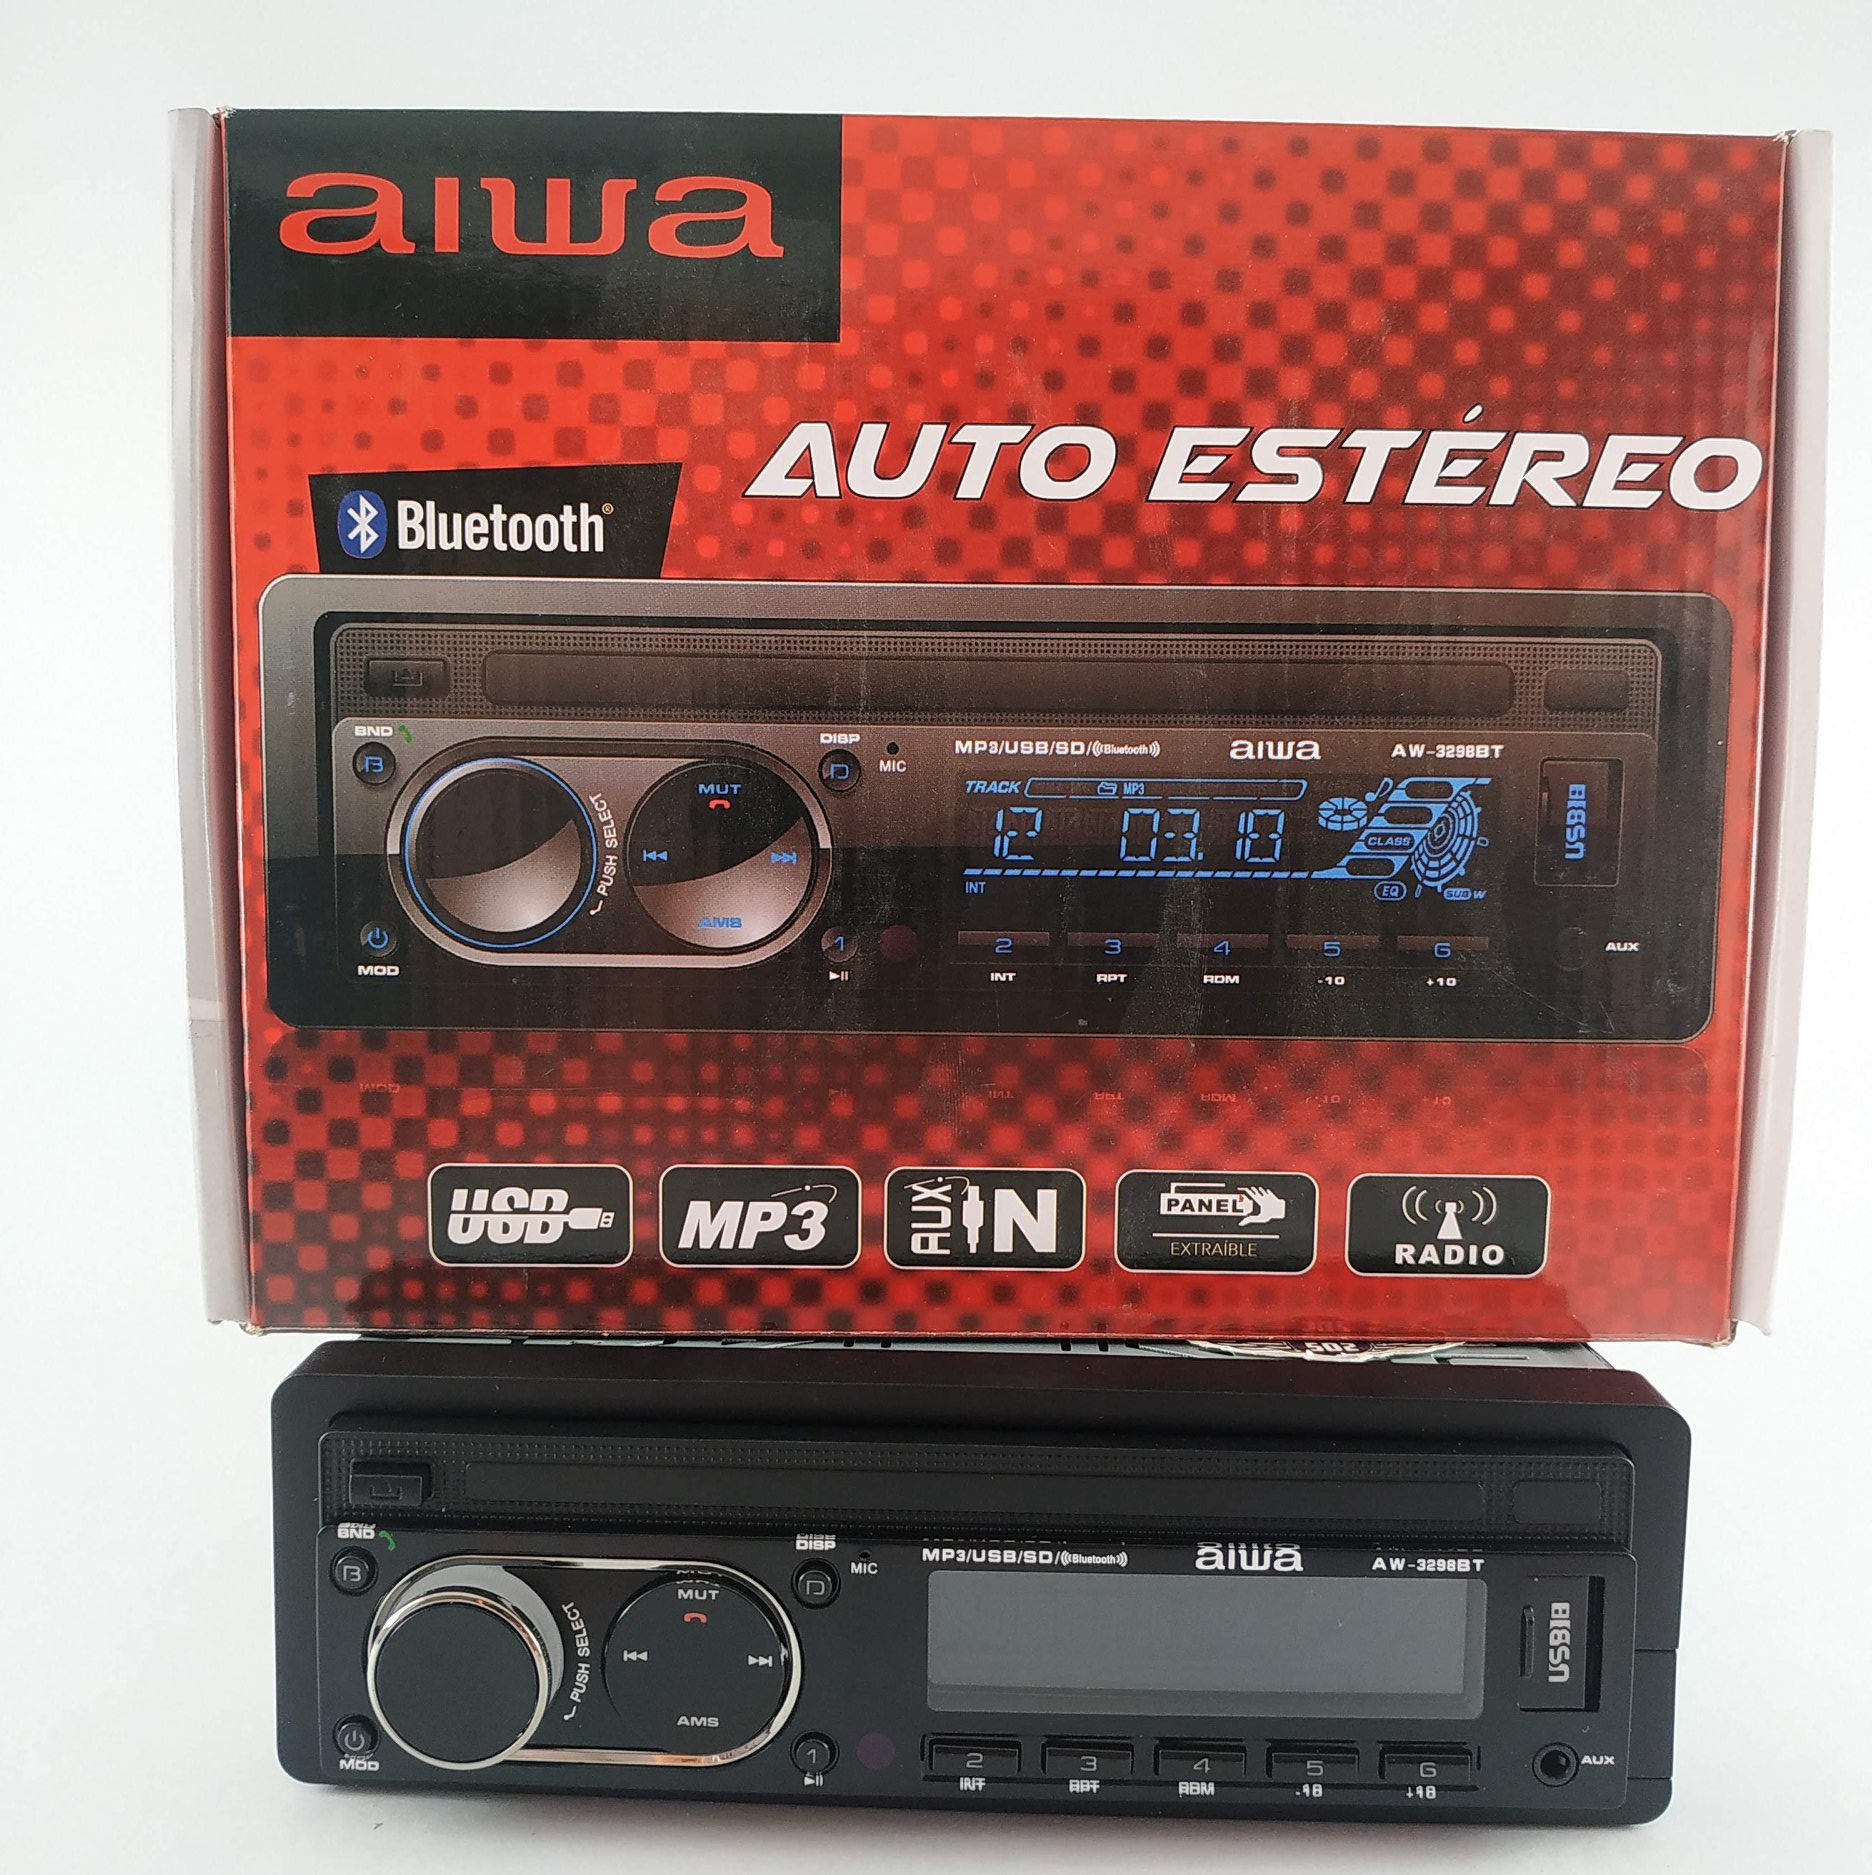 aiwa
AUTO ESTÉREO
Bluetooth®
BND
DISP
MIC
MP3/USB/SD/((Bluetooth))
aiwa
AW-3298BT
B
D
PUSH SELECT
MUT
AMS
TRACK
MP3
12 03.18
CLASS
INT
EQ
SUB W
USB
MOD
1
2
3
4
5
6
INT
RPT
RDM
-10
+10
AUX
USB
MP3
AUX IN
PANEL
EXTRAÍBLE
RADIO
BND
DISP
MIC
MP3/USB/SD/((Bluetooth))
aiwa
AW-3298BT
B
D
PUSH SELECT
MUT
AMS
USB
MOD
1
2
3
4
5
6
INT
RPT
RDM
-10
+10
AUX